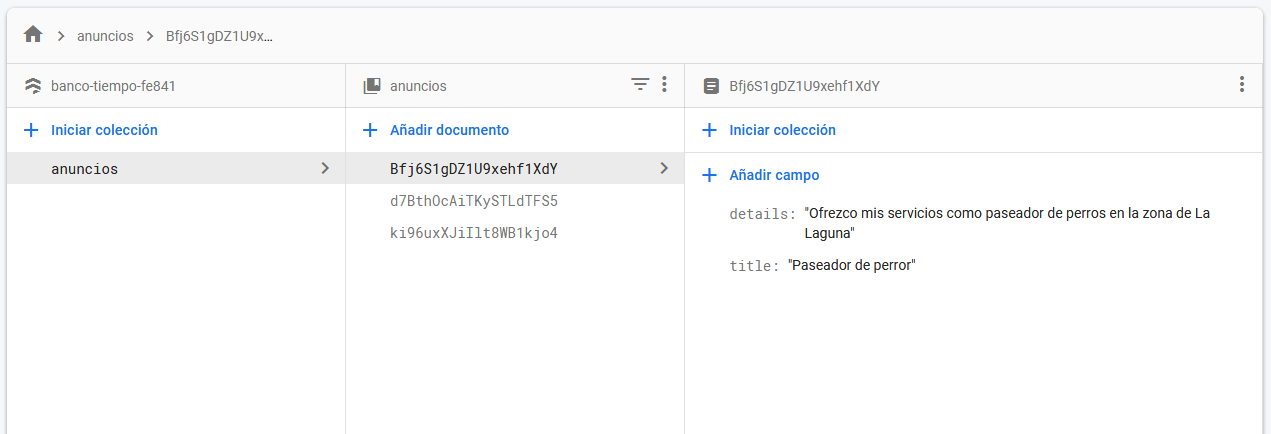 anuncios
Bfj6S1gDZ1U9x...
banco-tiempo-fe841
anuncios
Bfj6S1gDZ1U9xehf1XdY
Iniciar colección
Añadir documento
Iniciar colección
anuncios
Bfj6S1gDZ1U9xehf1XdY
d7BthOcAiTKySTLdTFS5
ki96uxXJiIlt8WB1kjo4
Añadir campo
details: "Ofrezco mis servicios como paseador de perros en la zona de La
Laguna"
title: "Paseador de perror"